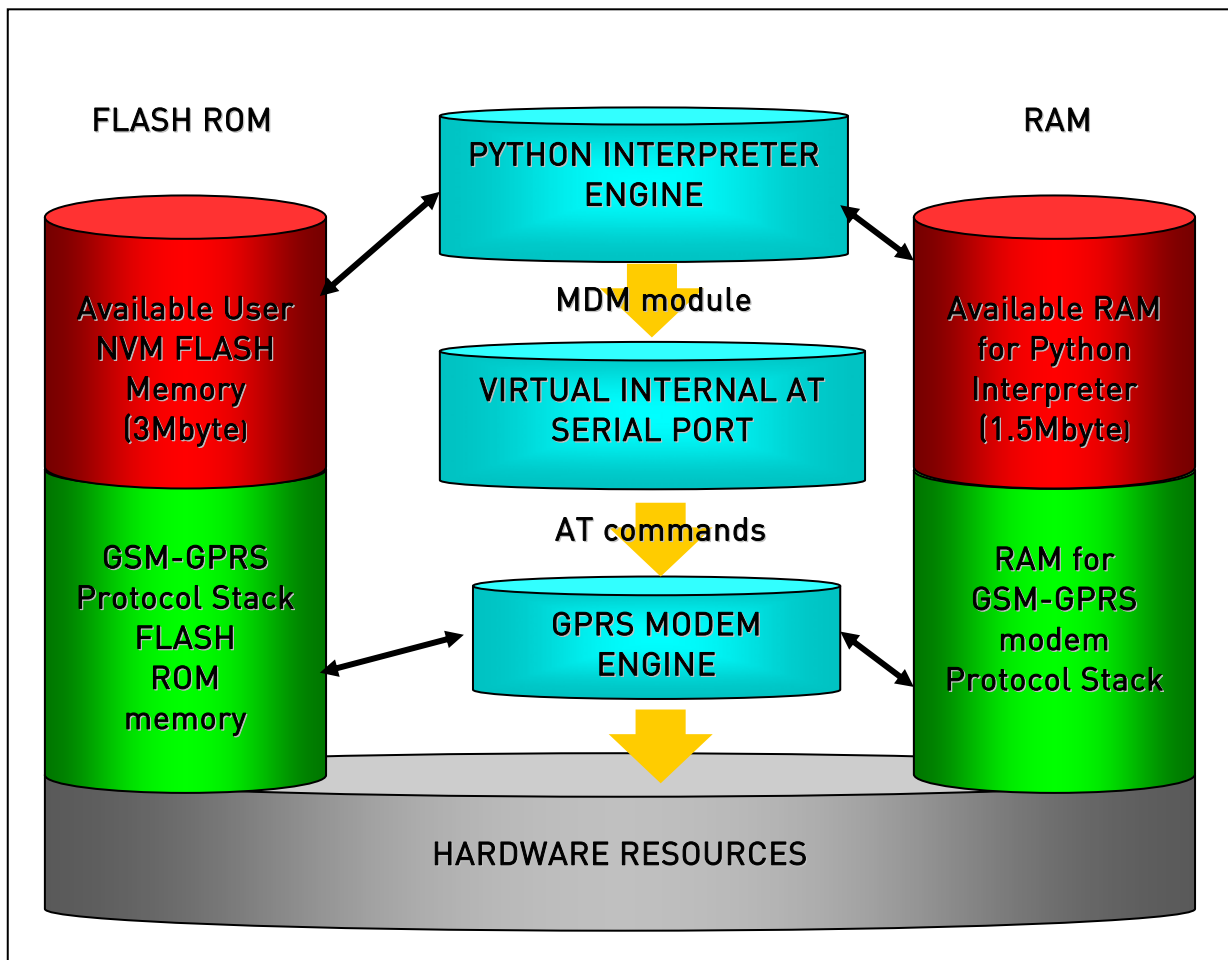 FLASH ROM
RAM
PYTHON INTERPRETER
ENGINE
Available User
NVM FLASH
Memory
(3Mbyte)
MDM module
Available RAM
for Python
Interpreter
(1.5Mbyte)
VIRTUAL INTERNAL AT
SERIAL PORT
AT commands
GSM-GPRS
Protocol Stack
FLASH
ROM
memory
GPRS MODEM
ENGINE
RAM for
GSM-GPRS
modem
Protocol Stack
HARDWARE RESOURCES